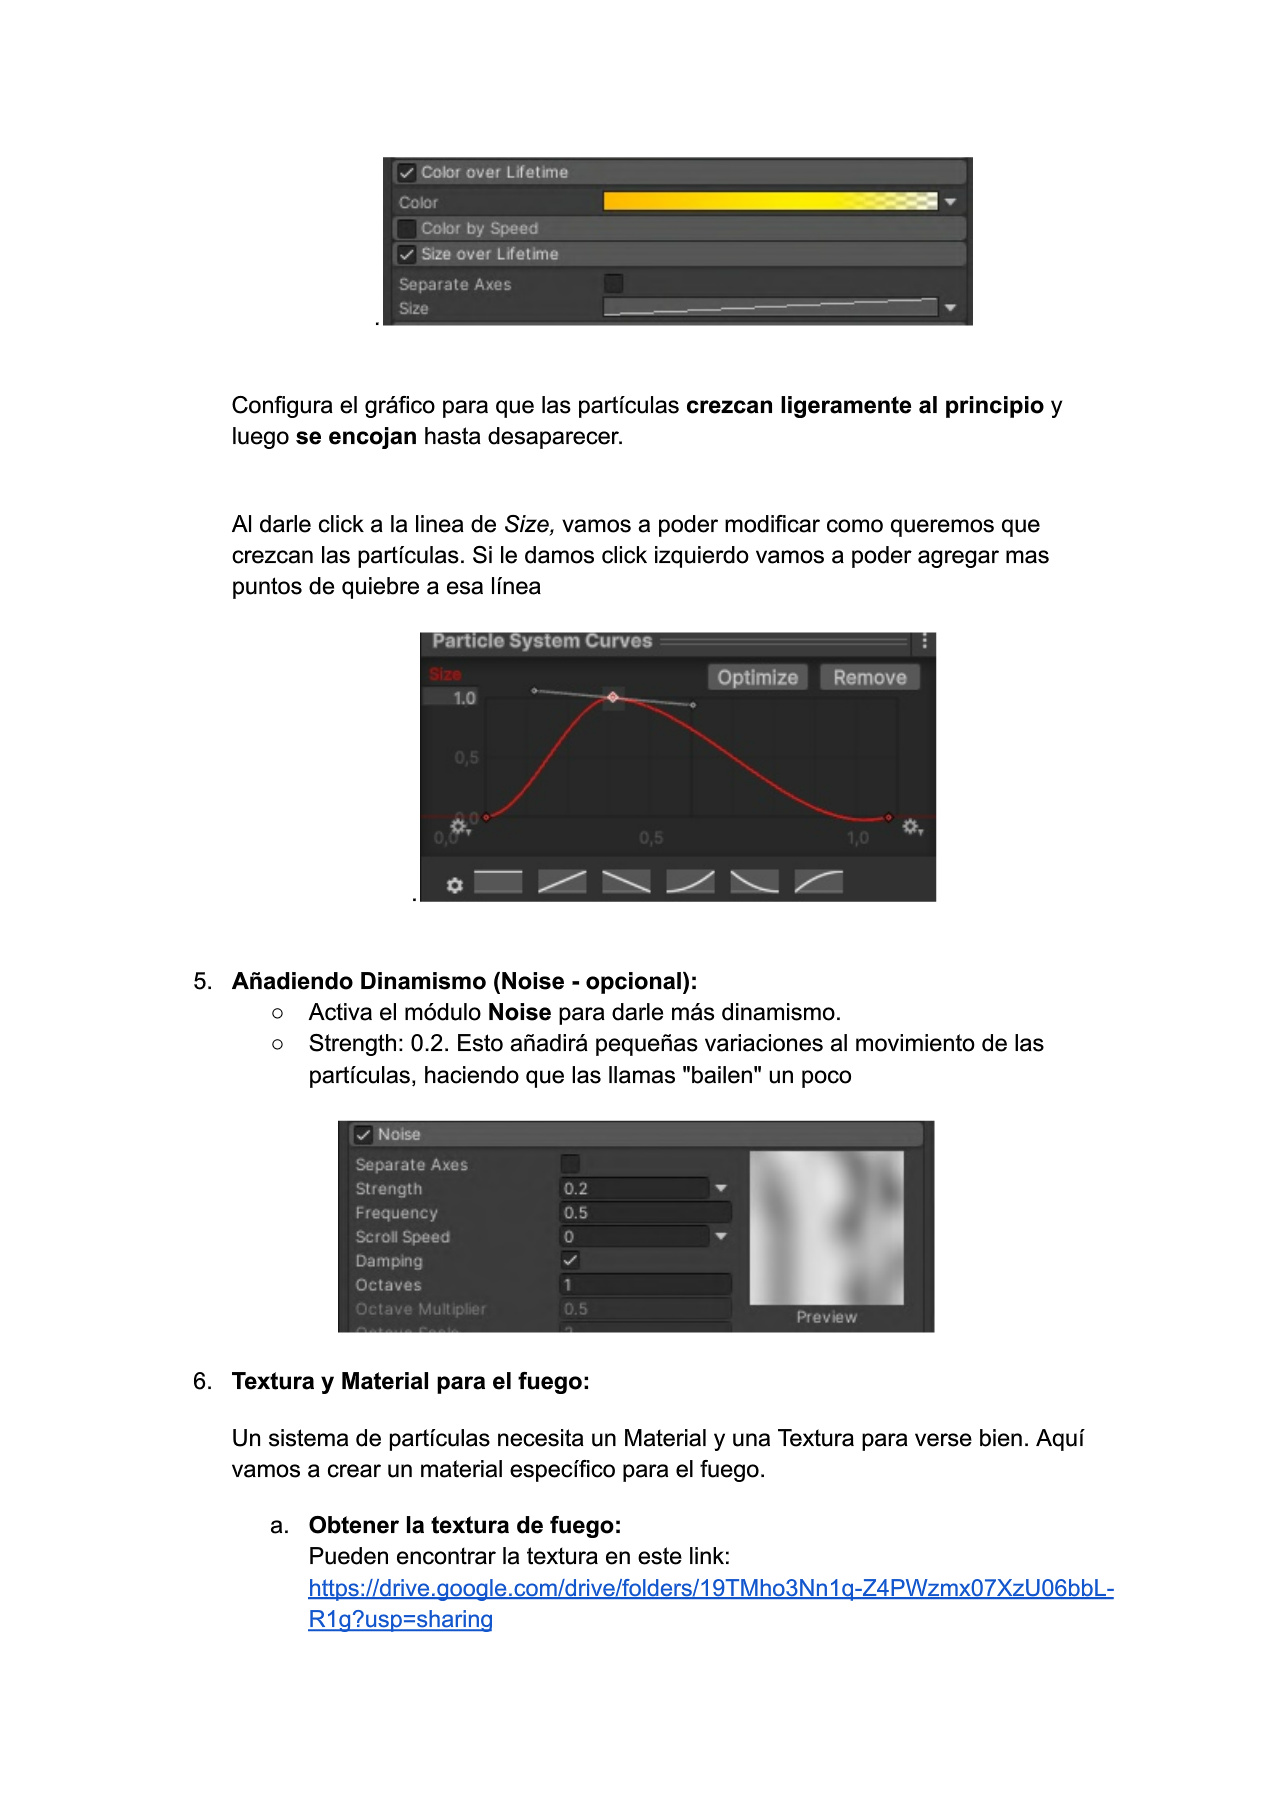 Color over Lifetime
Color
Color by Speed
Size over Lifetime
Separate Axes
Size
.
Configura el gráfico para que las partículas crezcan ligeramente al principio y
luego se encojan hasta desaparecer.
Al darle click a la linea de Size, vamos a poder modificar como queremos que
crezcan las partículas. Si le damos click izquierdo vamos a poder agregar mas
puntos de quiebre a esa línea
Particle System Curves
Size
Optimize Remove
1.0
0,5
0,0 0,5 1,0
.
5. Añadiendo Dinamismo (Noise - opcional):
○ Activa el módulo Noise para darle más dinamismo.
○ Strength: 0.2. Esto añadirá pequeñas variaciones al movimiento de las
partículas, haciendo que las llamas "bailen" un poco
Noise
Separate Axes
Strength 0.2
Frequency 0.5
Scroll Speed 0
Damping
Octaves 1
Octave Multiplier 0.5
Preview
6. Textura y Material para el fuego:
Un sistema de partículas necesita un Material y una Textura para verse bien. Aquí
vamos a crear un material específico para el fuego.
a. Obtener la textura de fuego:
Pueden encontrar la textura en este link:
https://drive.google.com/drive/folders/19TMho3Nn1q-Z4PWzmx07XzU06bbL-
R1g?usp=sharing